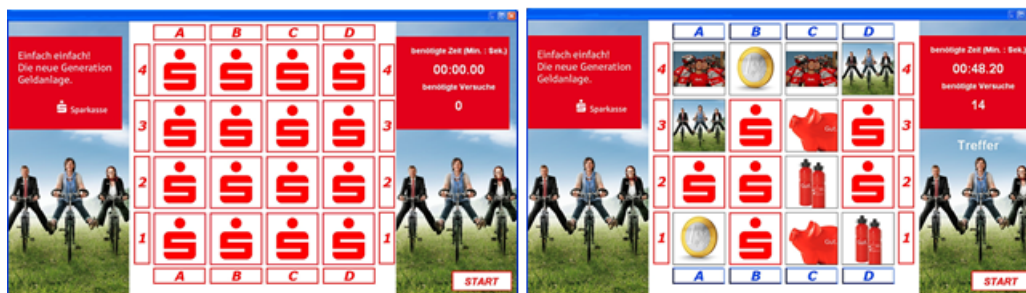 A B C D
Einfach einfach!
Die neue Generation
Geldanlage.
Sparkasse
4 4
benötigte Zeit (Min. : Sek.)
00:00.00
benötigte Versuche
0
3 3
2 2
1 1
A B C D
START
A B C D
Einfach einfach!
Die neue Generation
Geldanlage.
Sparkasse
4 4
benötigte Zeit (Min. : Sek.)
00:48.20
benötigte Versuche
14
3 3
Treffer
2 2
1 1
A B C D
START